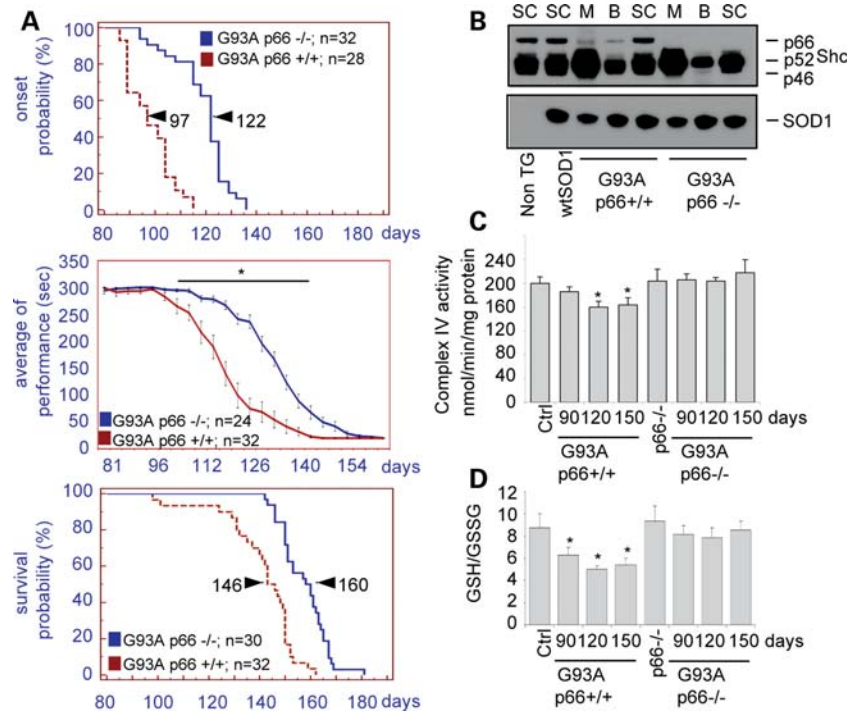 A
G93A p66 -/-; n=32
G93A p66 +/+; n=28
100
80
60
40
20
0
onset
probability (%)
97
122
80 100 120 140 160 180 days
350
300
250
200
150
100
50
0
average of
performance (sec)
*
G93A p66 -/-; n=24
G93A p66 +/+; n=32
81 96 112 126 140 154 days
100
80
60
40
20
0
survival
probability (%)
146
160
G93A p66 -/-; n=30
G93A p66 +/+; n=32
80 100 120 140 160 180 days
B
SC SC M B SC M B SC
p66
p52 Shc
p46
SOD1
Non TG
wtSOD1
G93A
p66+/+
G93A
p66 -/-
C
280
240
200
160
120
80
40
0
Complex IV activity
nmol/min/mg protein
* *
Ctrl
90 120 150
p66-/-
90 120 150 days
G93A
p66+/+
G93A
p66-/-
D
12
10
8
6
4
2
0
GSH/GSSG
* * *
Ctrl
90 120 150
p66-/-
90 120 150 days
G93A
p66+/+
G93A
p66-/-